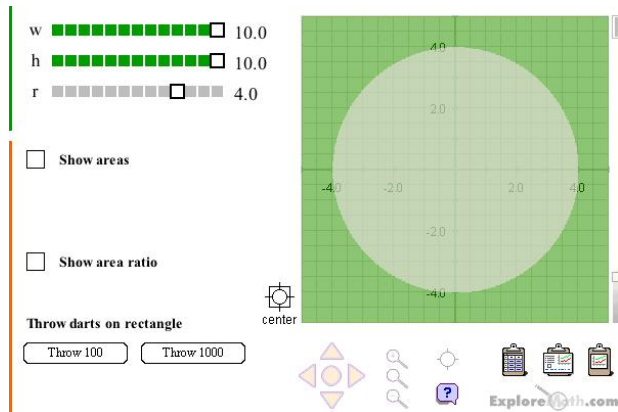 w 10.0
h 10.0
r 4.0
Show areas
Show area ratio
Throw darts on rectangle
Throw 100
Throw 1000
4.0
2.0
-4.0 -2.0 2.0 4.0
-2.0
-4.0
center
?
ExploreMath.com